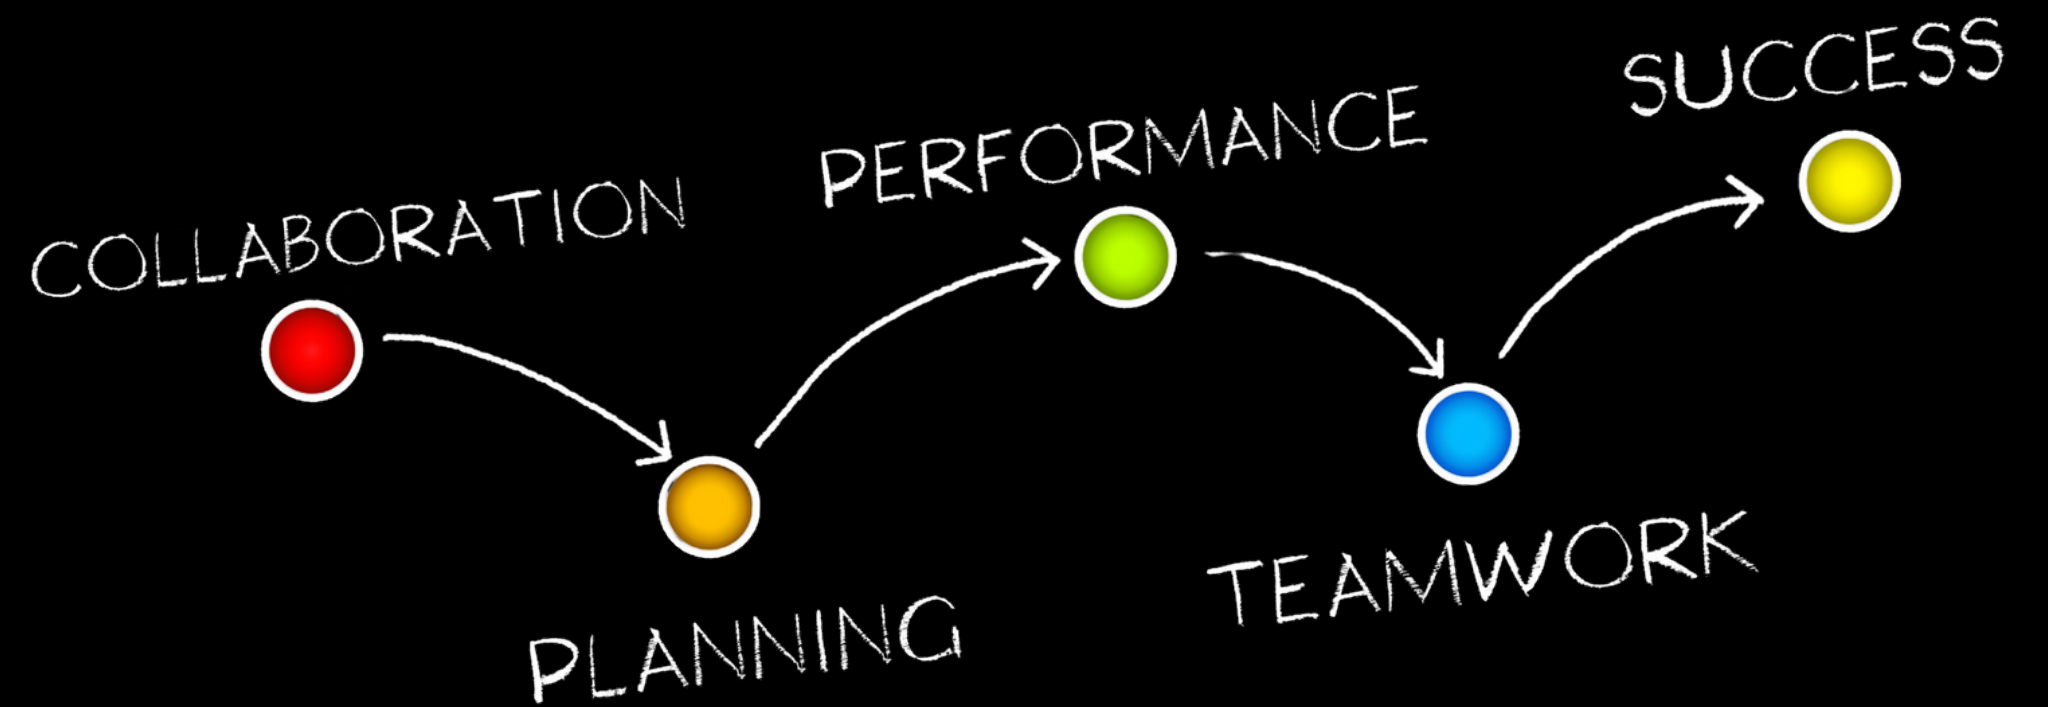 COLLABORATION
PLANNING
PERFORMANCE
TEAMWORK
SUCCESS